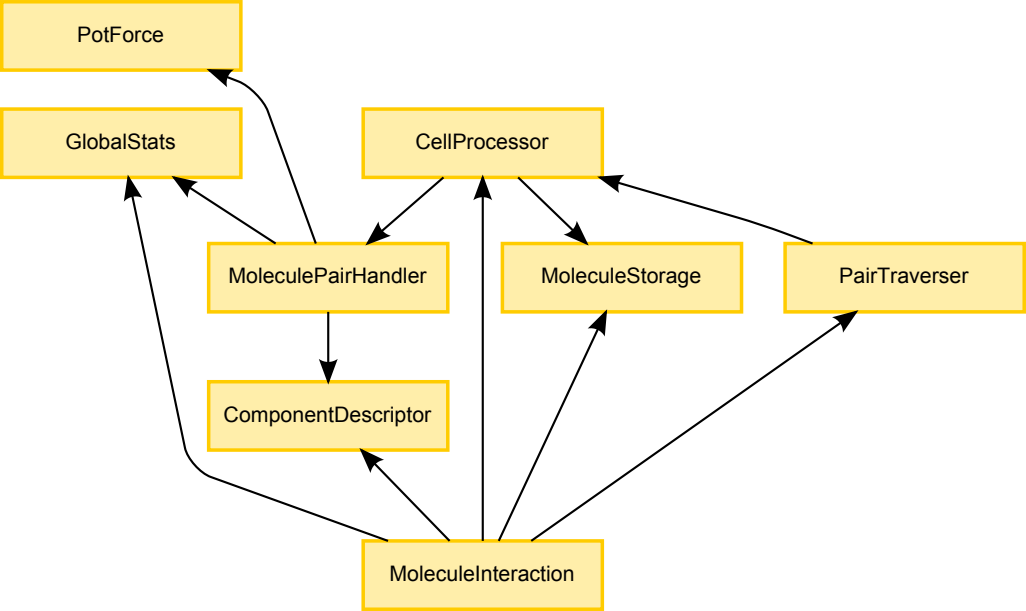 PotForce
GlobalStats
CellProcessor
MoleculePairHandler
MoleculeStorage
PairTraverser
ComponentDescriptor
MoleculeInteraction